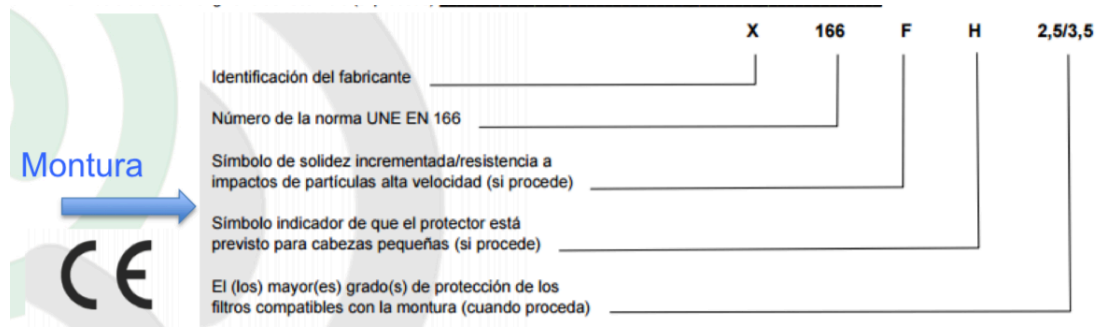 X 166 F H 2,5/3,5
Identificación del fabricante
Número de la norma UNE EN 166
Montura
Símbolo de solidez incrementada/resistencia a
impactos de partículas alta velocidad (si procede)
Símbolo indicador de que el protector está
previsto para cabezas pequeñas (si procede)
CE
El (los) mayor(es) grado(s) de protección de los
filtros compatibles con la montura (cuando proceda)